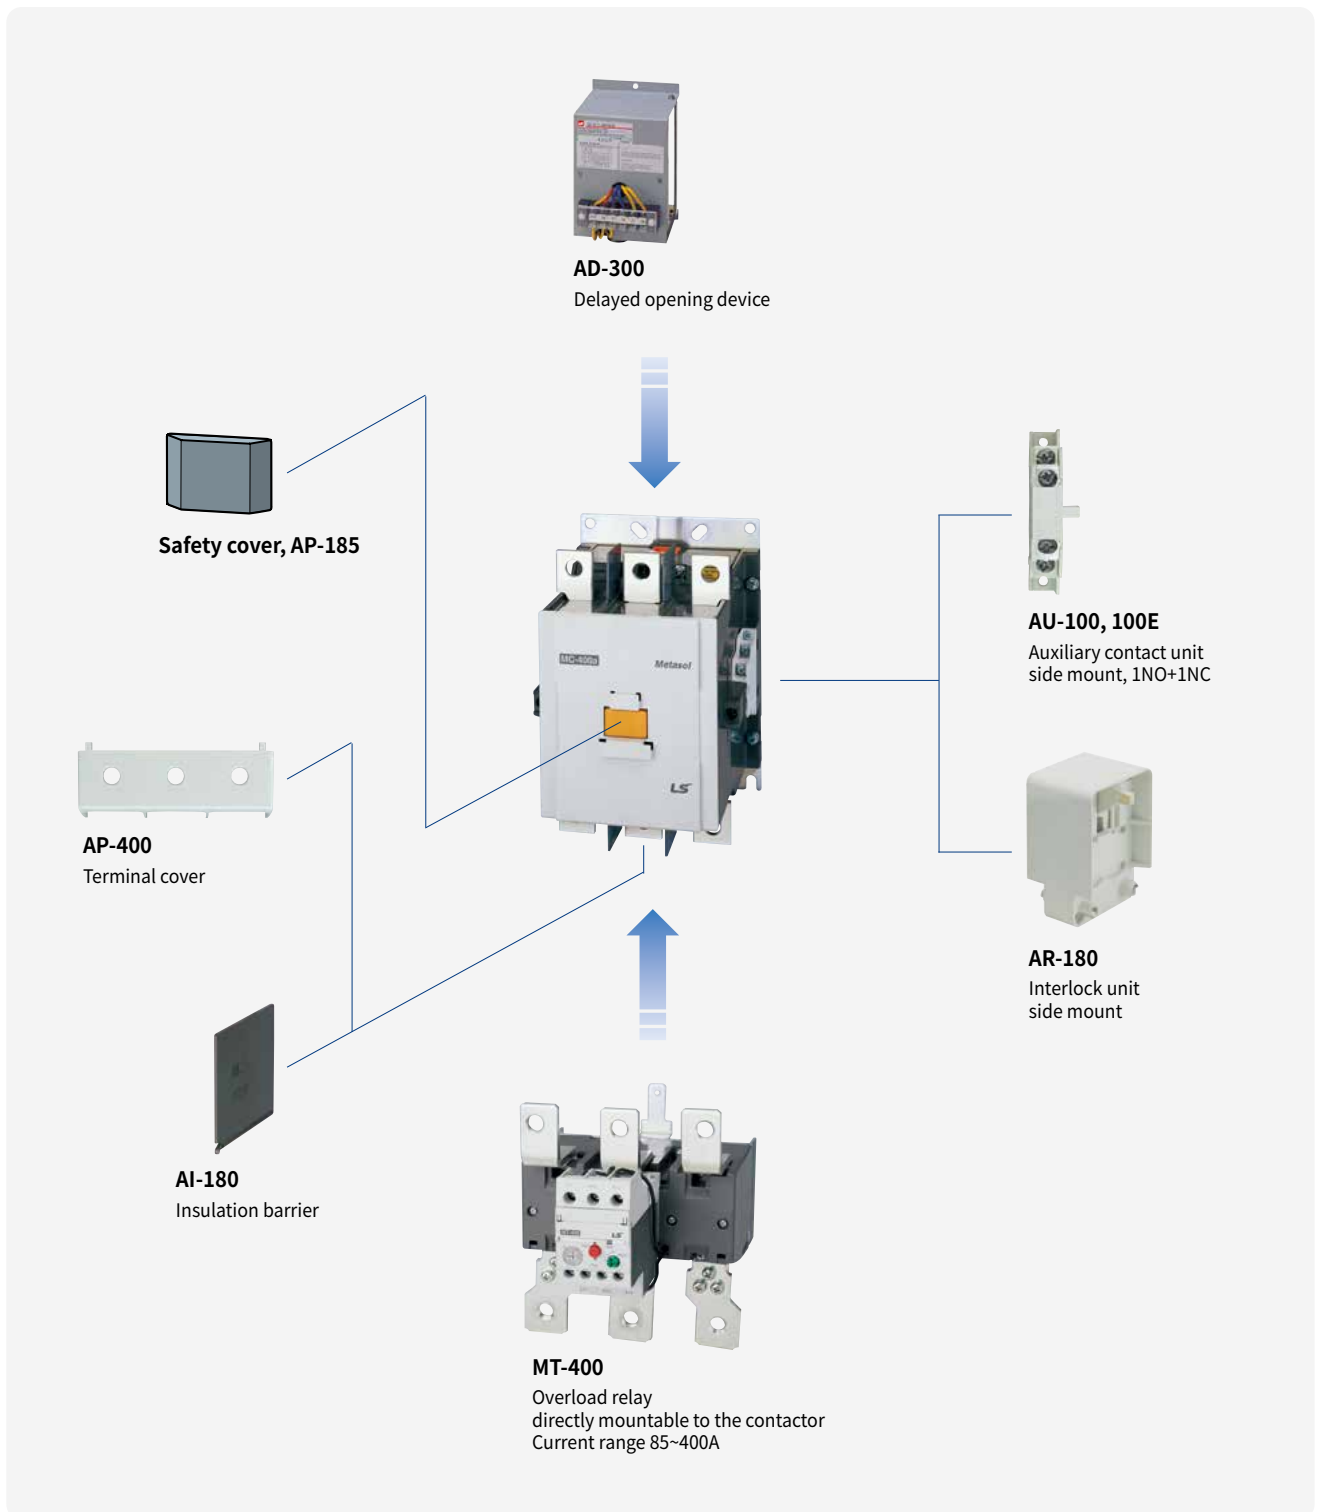 AD-300
Delayed opening device
Safety cover, AP-185
MC-400a
Metasol
LS
AU-100, 100E
Auxiliary contact unit
side mount, 1NO+1NC
AP-400
Terminal cover
AR-180
Interlock unit
side mount
AI-180
Insulation barrier
LS
MT-400
Overload relay
directly mountable to the contactor
Current range 85~400A